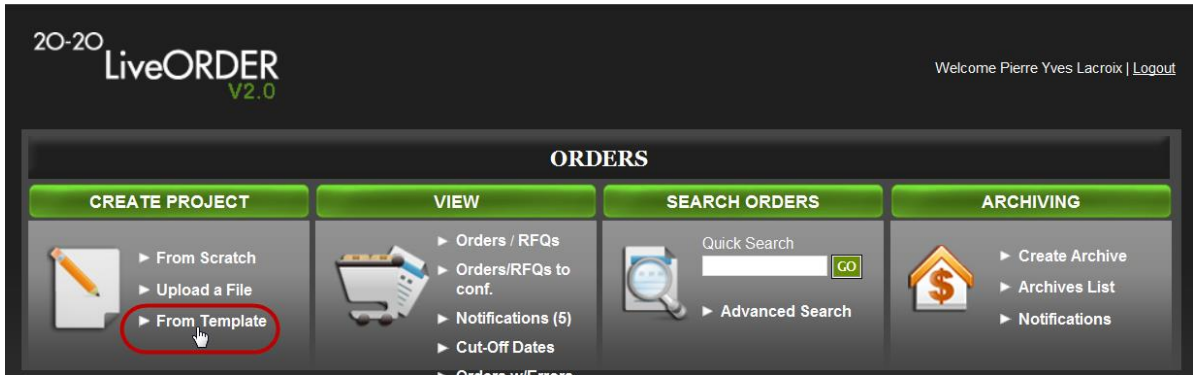 20-20
LiveORDER
V2.0
Welcome Pierre Yves Lacroix | Logout
ORDERS
CREATE PROJECT
► From Scratch
► Upload a File
► From Template
VIEW
► Orders / RFQs
► Orders/RFQs to
conf.
► Notifications (5)
► Cut-Off Dates
► Orders w/Errors
SEARCH ORDERS
Quick Search
GO
► Advanced Search
ARCHIVING
$
► Create Archive
► Archives List
► Notifications